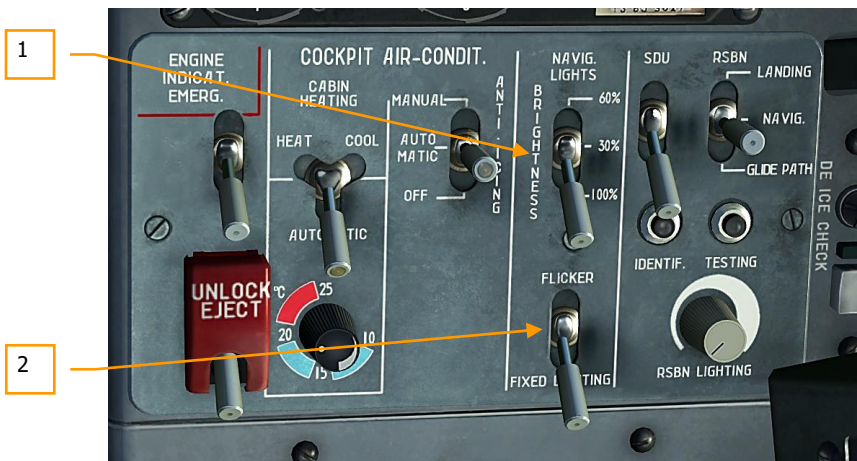 1
2
ENGINE
INDICAT.
EMERG.
COCKPIT AIR-CONDIT.
CABIN
HEATING
HEAT
COOL
AUTOMATIC
°C
25
20
15
10
MANUAL
AUTO
MATIC
OFF
ANTI-ICING
NAVIG.
LIGHTS
BRIGHTNESS
60%
30%
100%
FLICKER
FIXED LIGHTING
SDU
RSBN
LANDING
NAVIG.
GLIDE PATH
IDENTIF.
TESTING
RSBN LIGHTING
DE ICE CHECK
UNLOCK
EJECT